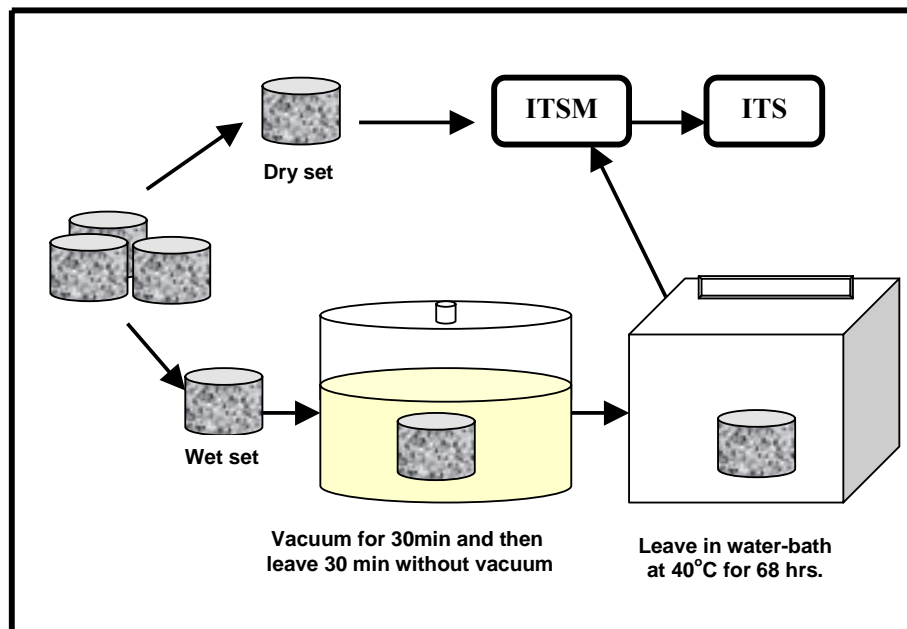 ITSM
ITS
Dry set
Wet set
Vacuum for 30min and then
leave 30 min without vacuum
Leave in water-bath
at 40°C for 68 hrs.